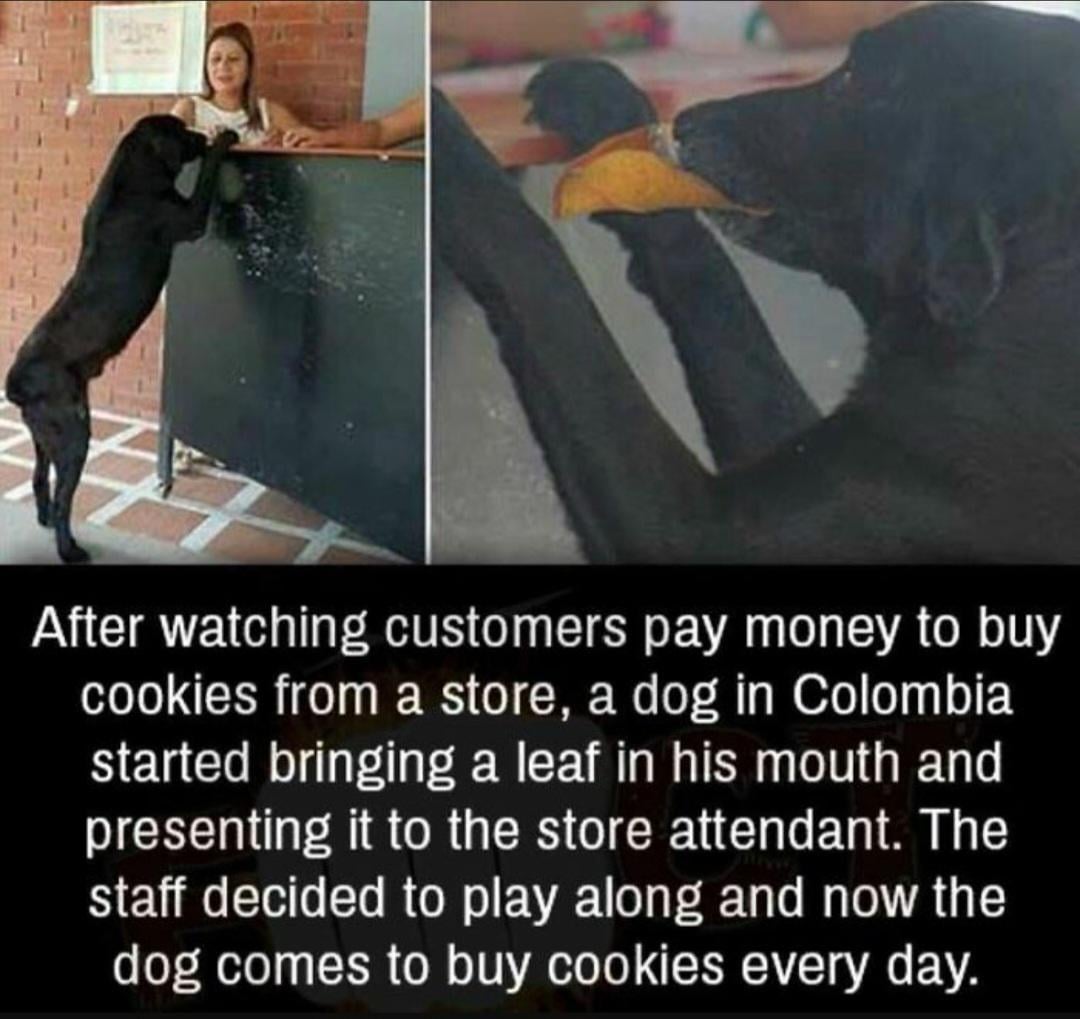 After watching customers pay money to buy
cookies from a store, a dog in Colombia
started bringing a leaf in his mouth and
presenting it to the store attendant. The
staff decided to play along and now the
dog comes to buy cookies every day.